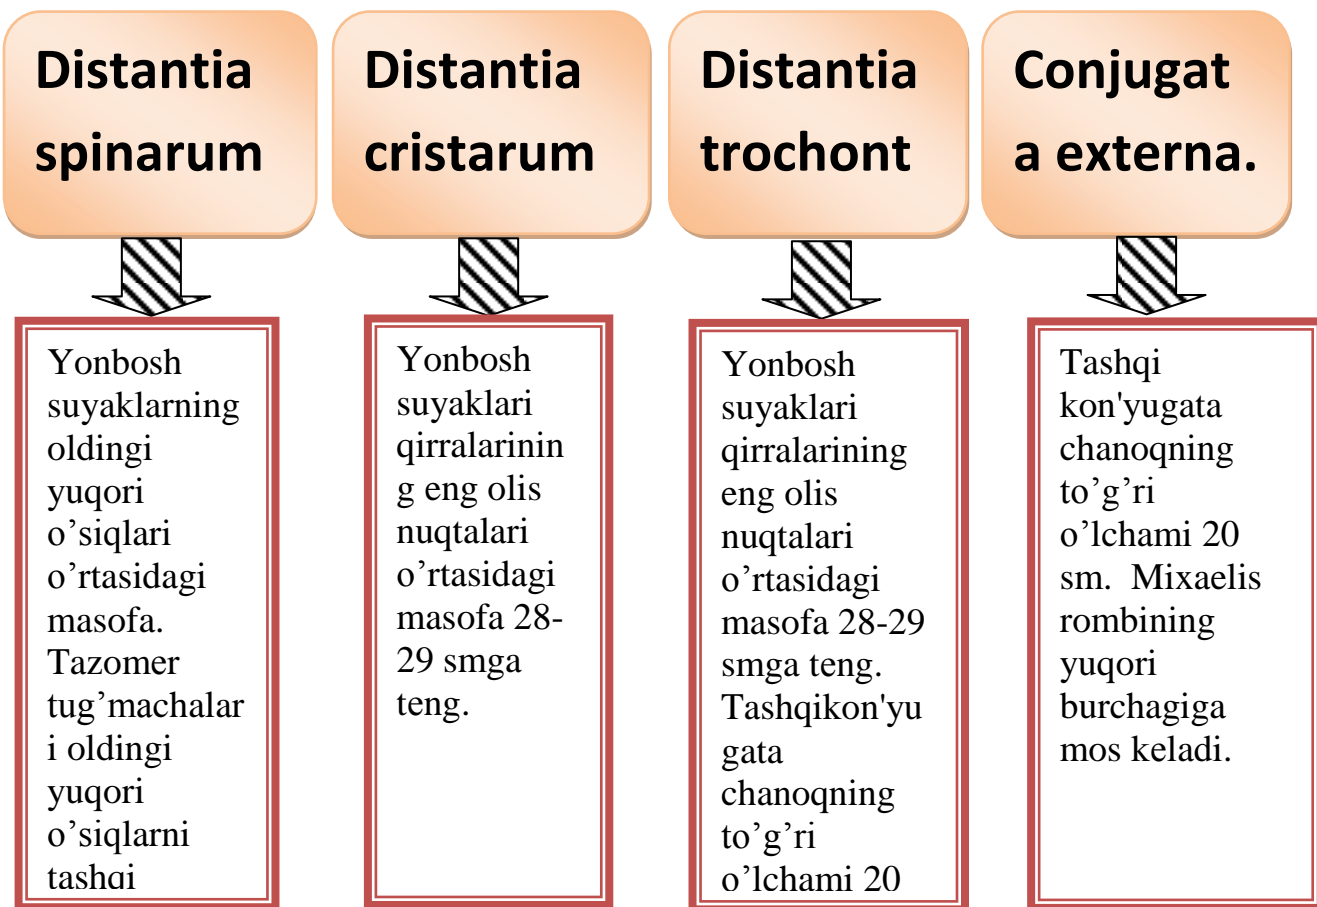 Distantia
spinarum
Distantia
cristarum
Distantia
trochont
Conjugat
a externa.
Yonbosh
suyaklarning
oldingi
yuqori
o’siqlari
o’rtasidagi
masofa.
Tazomer
tug’machalar
i oldingi
yuqori
o’siqlarni
tashqi
Yonbosh
suyaklari
qirralarinin
g eng olis
nuqtalari
o’rtasidagi
masofa 28-
29 smga
teng.
Yonbosh
suyaklari
qirralarining
eng olis
nuqtalari
o’rtasidagi
masofa 28-29
smga teng.
Tashqikon'yu
gata
chanoqning
to’g’ri
o’lchami 20
Tashqi
kon'yugata
chanoqning
to’g’ri
o’lchami 20
sm. Mixaelis
rombining
yuqori
burchagiga
mos keladi.